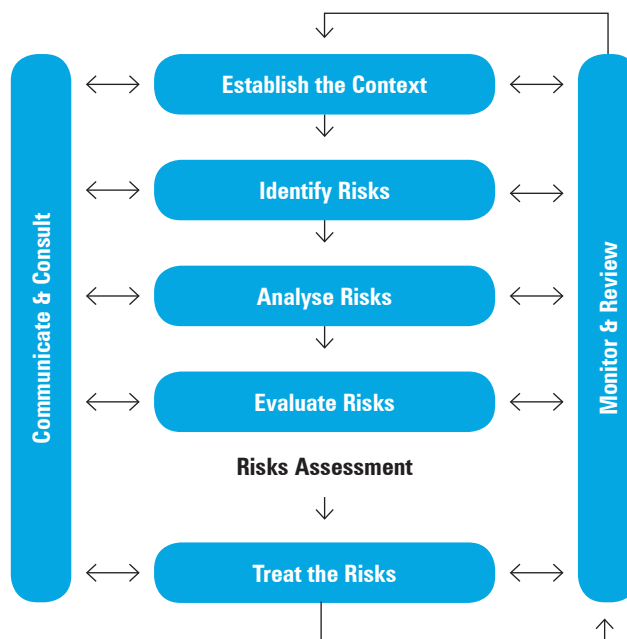 Establish the Context
Identify Risks
Analyse Risks
Evaluate Risks
Risks Assessment
Treat the Risks
Communicate & Consult
Monitor & Review